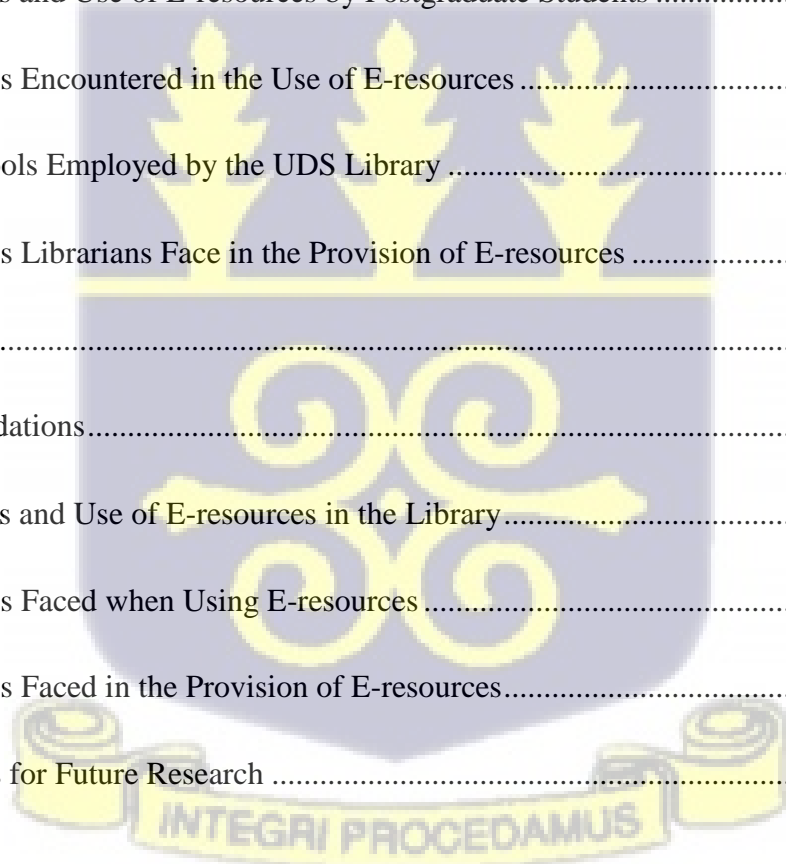 s and Use of E-resources by Postgraduate Students ..................
s Encountered in the Use of E-resources ....................................
ols Employed by the UDS Library .............................................
s Librarians Face in the Provision of E-resources .....................
................................................................................................
dations.......................................................................................
s and Use of E-resources in the Library.....................................
s Faced when Using E-resources ................................................
s Faced in the Provision of E-resources.....................................
s for Future Research .................................................................
INTEGRI PROCEDAMUS